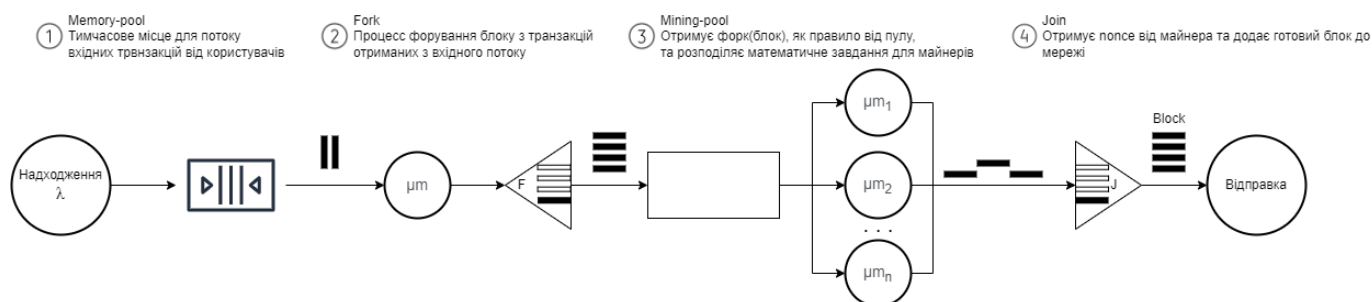 1
Memory-pool
Тимчасове місце для потоку
вхідних трвнзакцій від користувачів
2
Fork
Процесс форування блоку з транзакцій
отриманих з вхідного потоку
3
Mining-pool
Отримує форк(блок), як правило від пулу,
та розподіляє математичне завдання для майнерів
4
Join
Отримує nonce від майнера та додає готовий блок до
мережі
Надходження
λ
μm
F
μm1
μm2
. . .
μmn
J
Block
Відправка